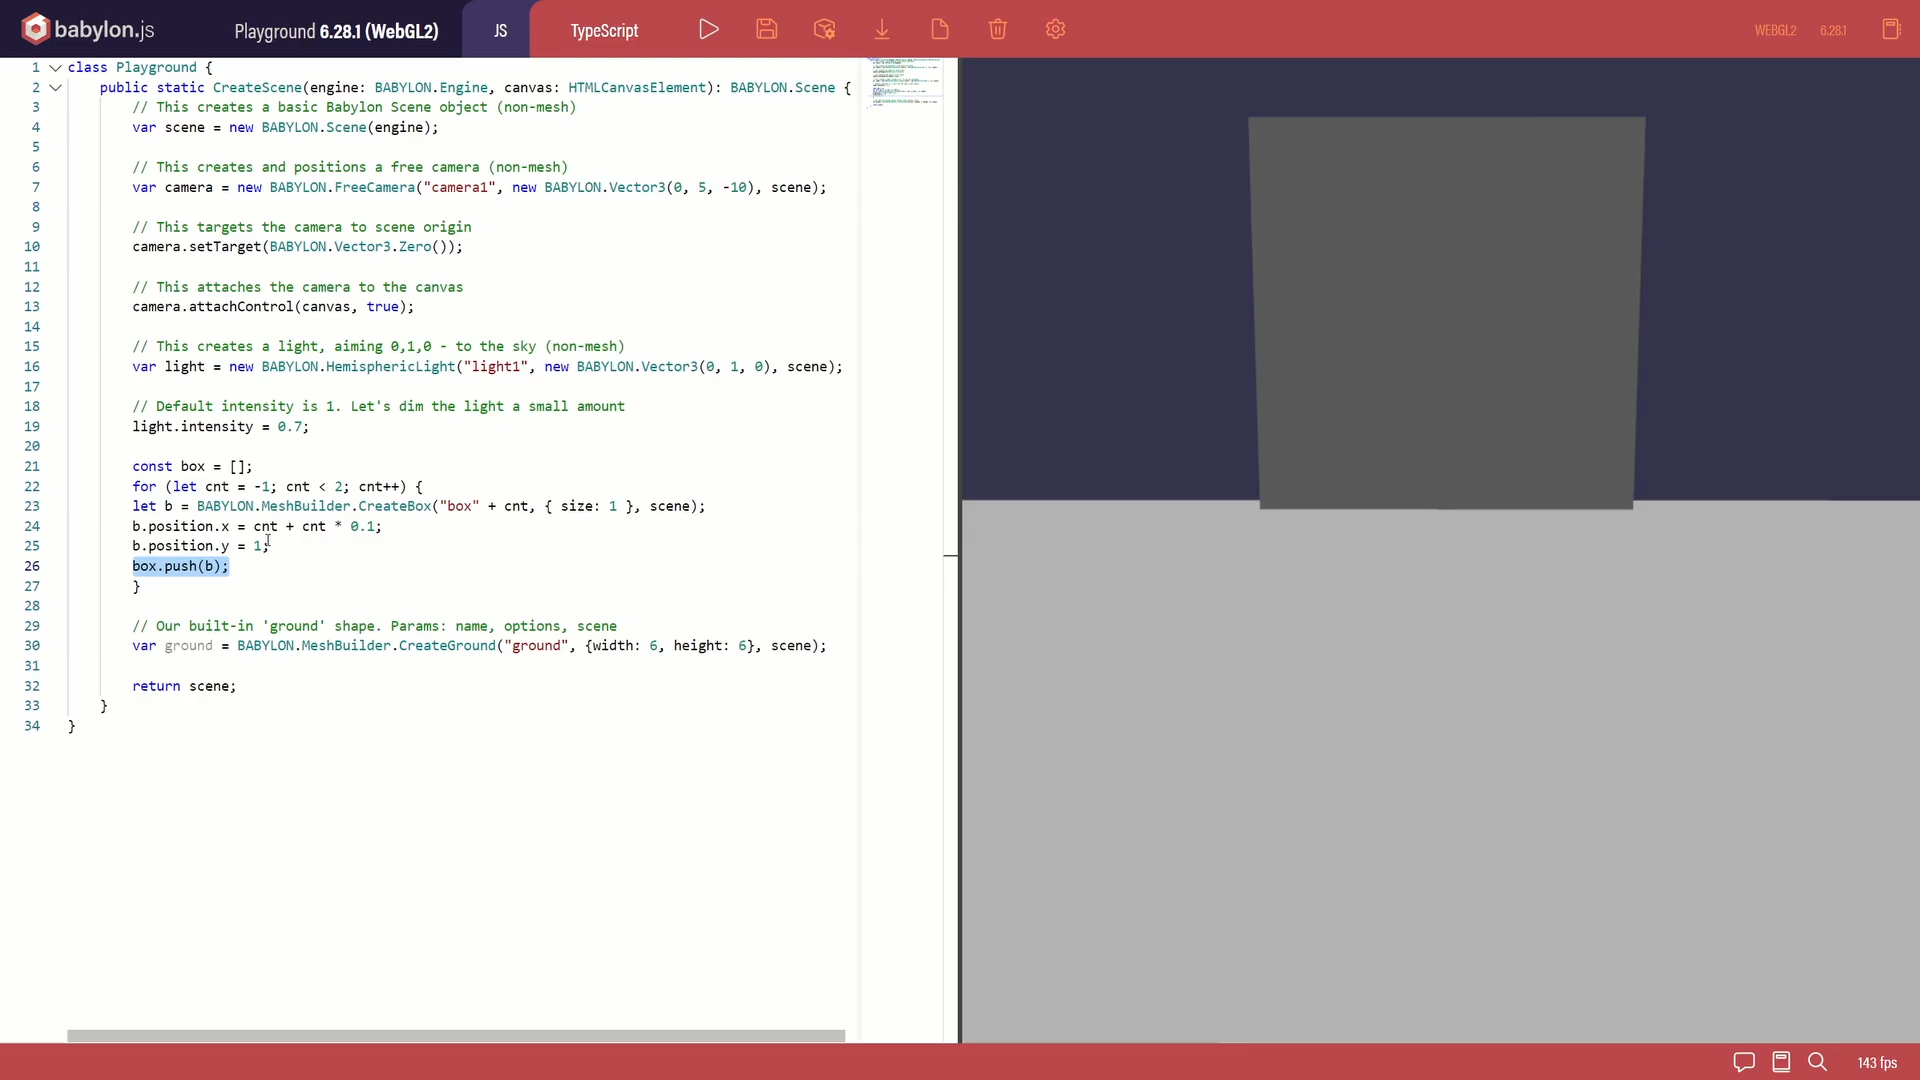 babylon.js
Playground 6.28.1 (WebGL2)
JS
TypeScript
WEBGL2
6.28.1
1 class Playground {
2 public static CreateScene(engine: BABYLON.Engine, canvas: HTMLCanvasElement): BABYLON.Scene {
3 // This creates a basic Babylon Scene object (non-mesh)
4 var scene = new BABYLON.Scene(engine);
5
6 // This creates and positions a free camera (non-mesh)
7 var camera = new BABYLON.FreeCamera("camera1", new BABYLON.Vector3(0, 5, -10), scene);
8
9 // This targets the camera to scene origin
10 camera.setTarget(BABYLON.Vector3.Zero());
11
12 // This attaches the camera to the canvas
13 camera.attachControl(canvas, true);
14
15 // This creates a light, aiming 0,1,0 - to the sky (non-mesh)
16 var light = new BABYLON.HemisphericLight("light1", new BABYLON.Vector3(0, 1, 0), scene);
17
18 // Default intensity is 1. Let's dim the light a small amount
19 light.intensity = 0.7;
20
21 const box = [];
22 for (let cnt = -1; cnt < 2; cnt++) {
23 let b = BABYLON.MeshBuilder.CreateBox("box" + cnt, { size: 1 }, scene);
24 b.position.x = cnt + cnt * 0.1;
25 b.position.y = 1;
26 box.push(b);
27 }
28
29 // Our built-in 'ground' shape. Params: name, options, scene
30 var ground = BABYLON.MeshBuilder.CreateGround("ground", {width: 6, height: 6}, scene);
31
32 return scene;
33 }
34 }
143 fps